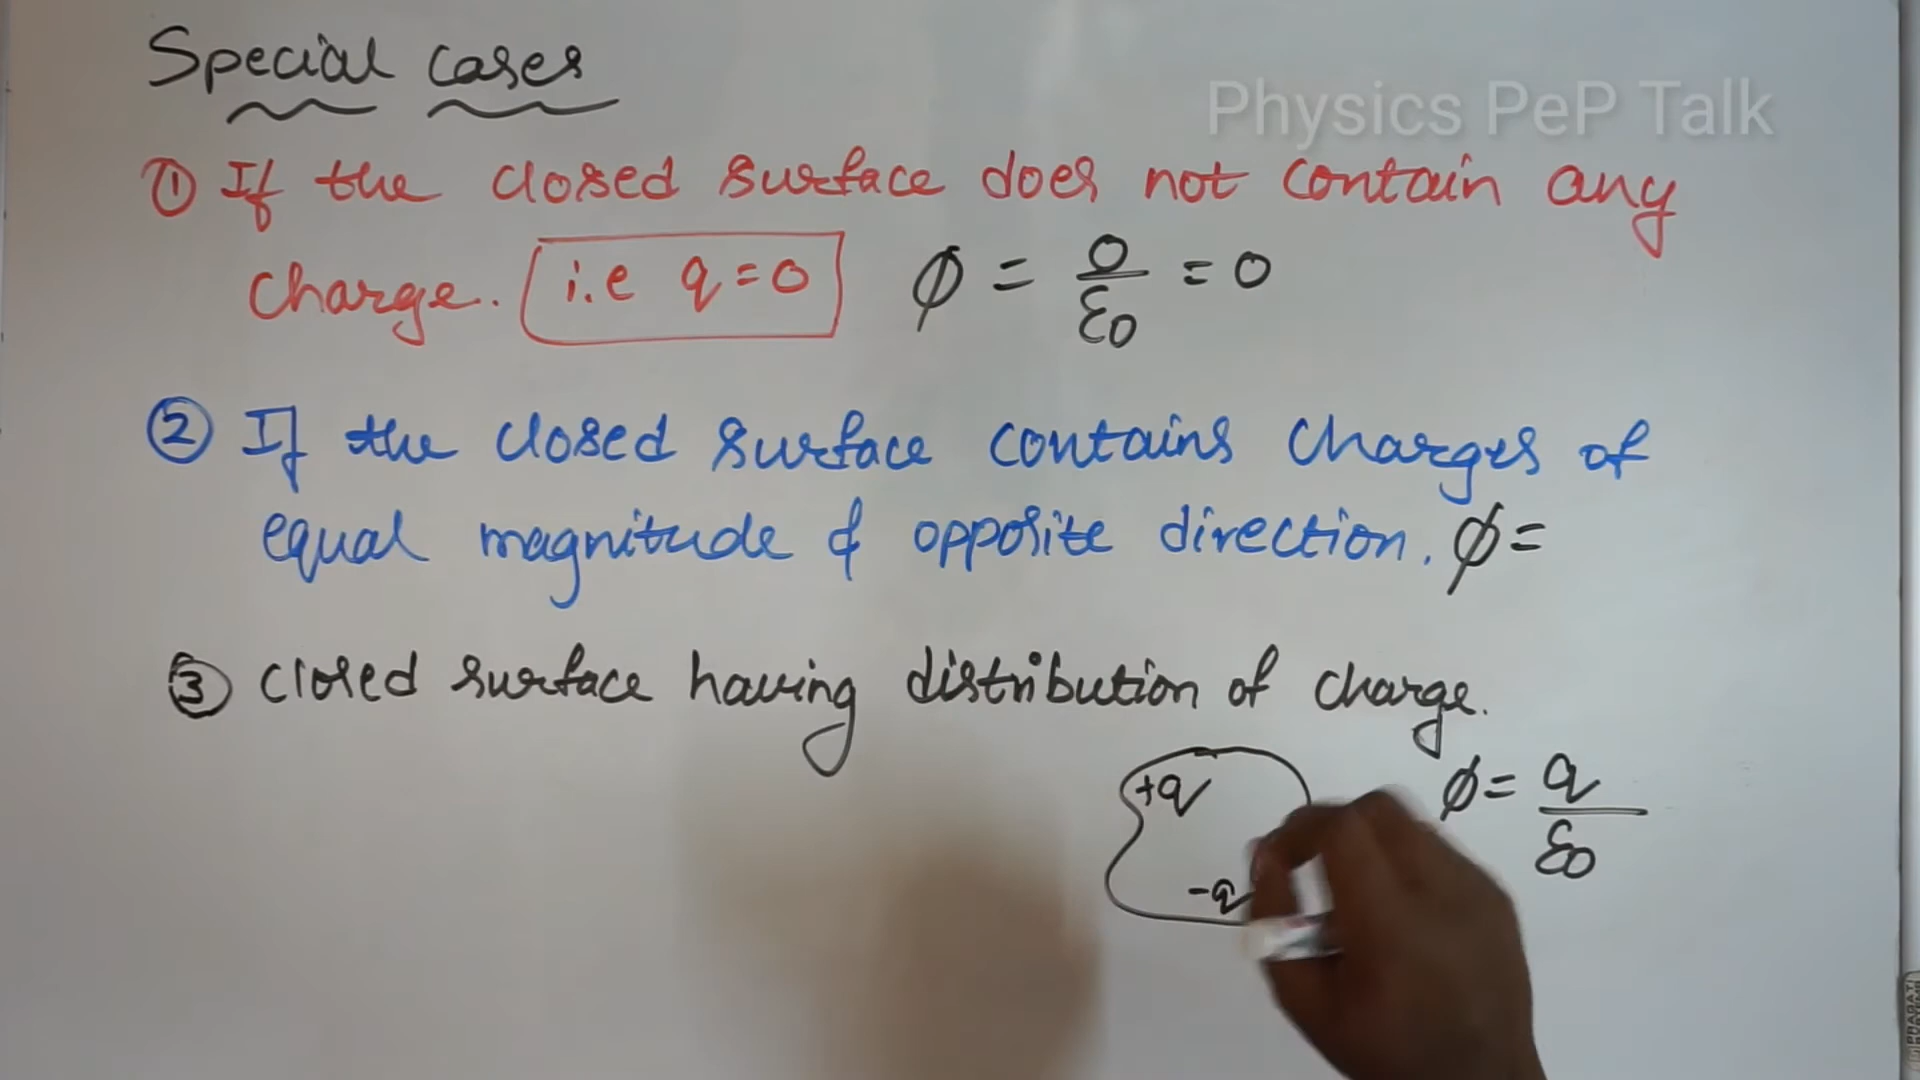 Special cases
Physics PeP Talk
① If the closed surface does not contain any
charge. i.e q=0 ϕ = 0/ε0 = 0
② If the closed surface contains charges of
equal magnitude & opposite direction. ϕ=
③ closed surface having distribution of charge.
+q
ϕ= q/ε0
-q